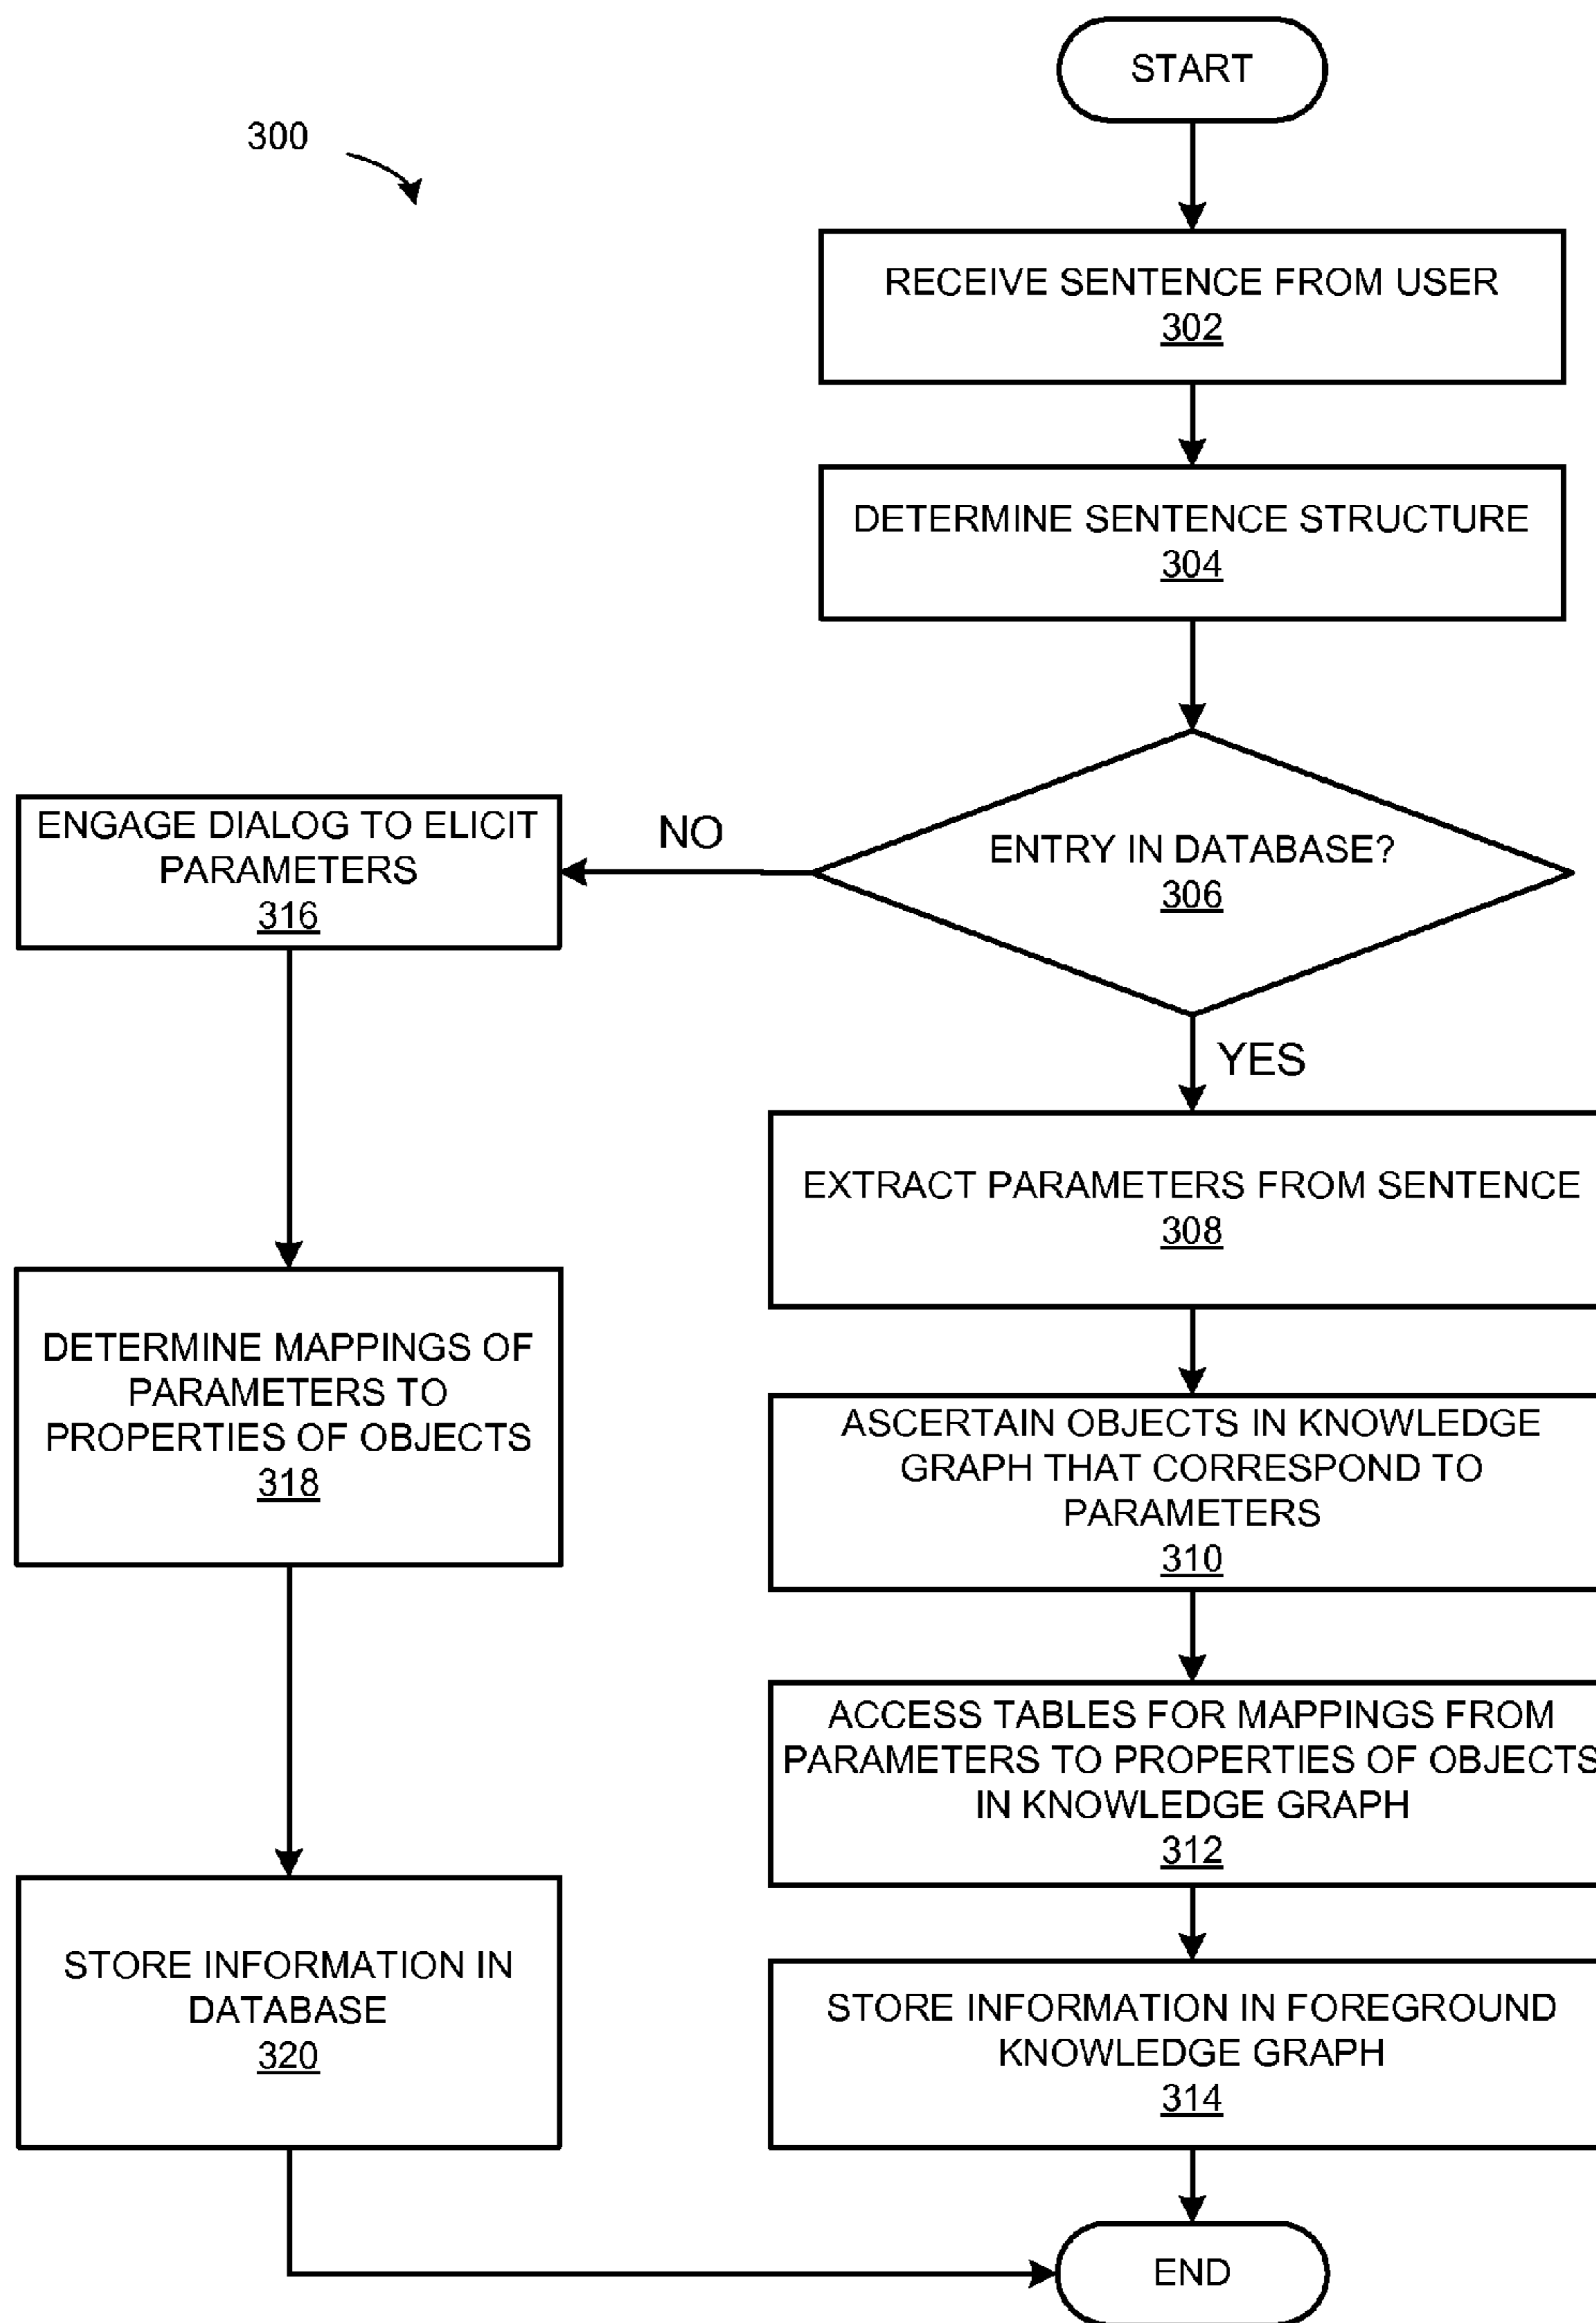 START
300
RECEIVE SENTENCE FROM USER
302
DETERMINE SENTENCE STRUCTURE
304
ENTRY IN DATABASE?
306
NO
YES
ENGAGE DIALOG TO ELICIT
PARAMETERS
316
EXTRACT PARAMETERS FROM SENTENCE
308
DETERMINE MAPPINGS OF
PARAMETERS TO
PROPERTIES OF OBJECTS
318
ASCERTAIN OBJECTS IN KNOWLEDGE
GRAPH THAT CORRESPOND TO
PARAMETERS
310
ACCESS TABLES FOR MAPPINGS FROM
PARAMETERS TO PROPERTIES OF OBJECTS
IN KNOWLEDGE GRAPH
312
STORE INFORMATION IN
DATABASE
320
STORE INFORMATION IN FOREGROUND
KNOWLEDGE GRAPH
314
END